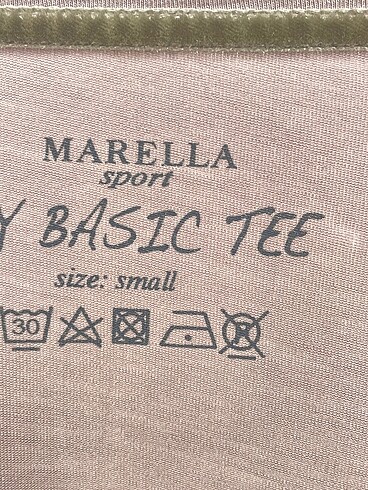 MARELLA
sport
Y BASIC TEE
size: small
30